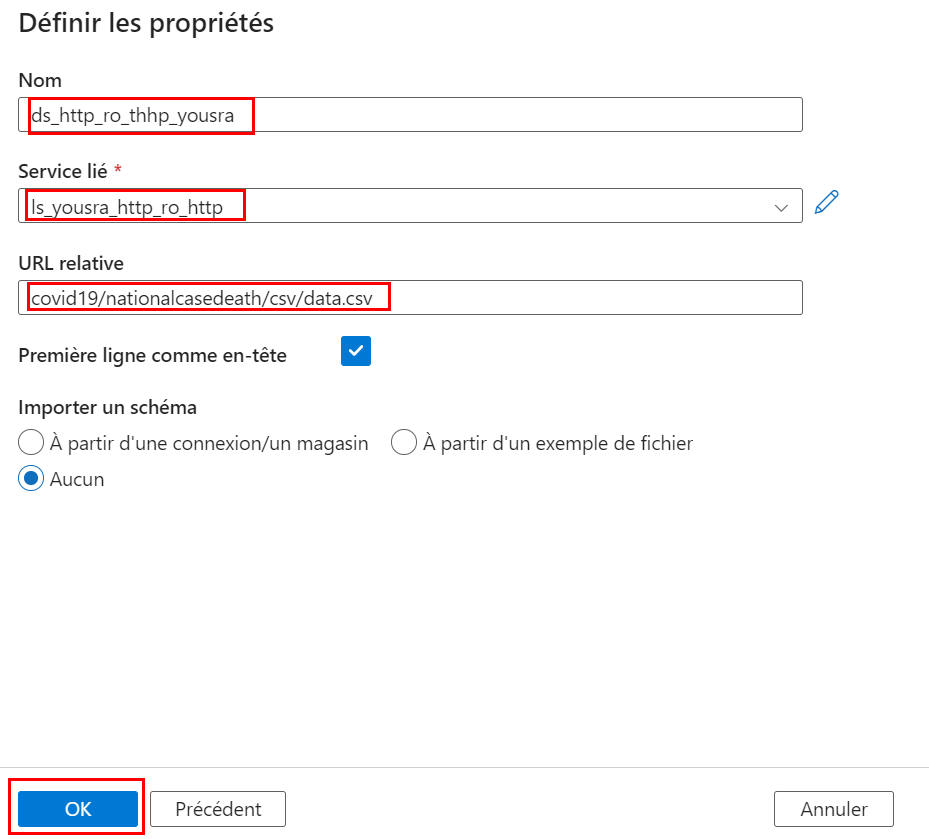 Définir les propriétés
Nom
ds_http_ro_thhp_yousra
Service lié *
ls_yousra_http_ro_http
URL relative
covid19/nationalcasedeath/csv/data.csv
Première ligne comme en-tête
Importer un schéma
À partir d'une connexion/un magasin À partir d'un exemple de fichier
Aucun
OK Précédent Annuler